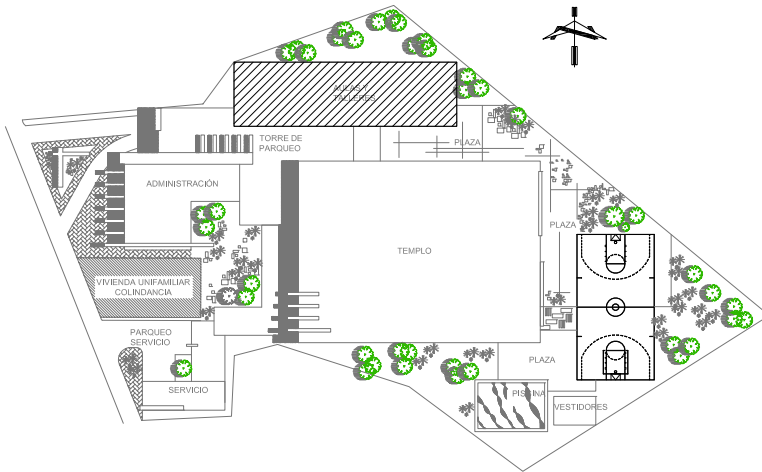 AULAS Y
TALLERES
TORRE DE
PARQUEO
PLAZA
ADMINISTRACIÓN
PLAZA
TEMPLO
VIVIENDA UNIFAMILIAR
COLINDANCIA
PARQUEO
SERVICIO
PLAZA
SERVICIO
PISCINA
VESTIDORES